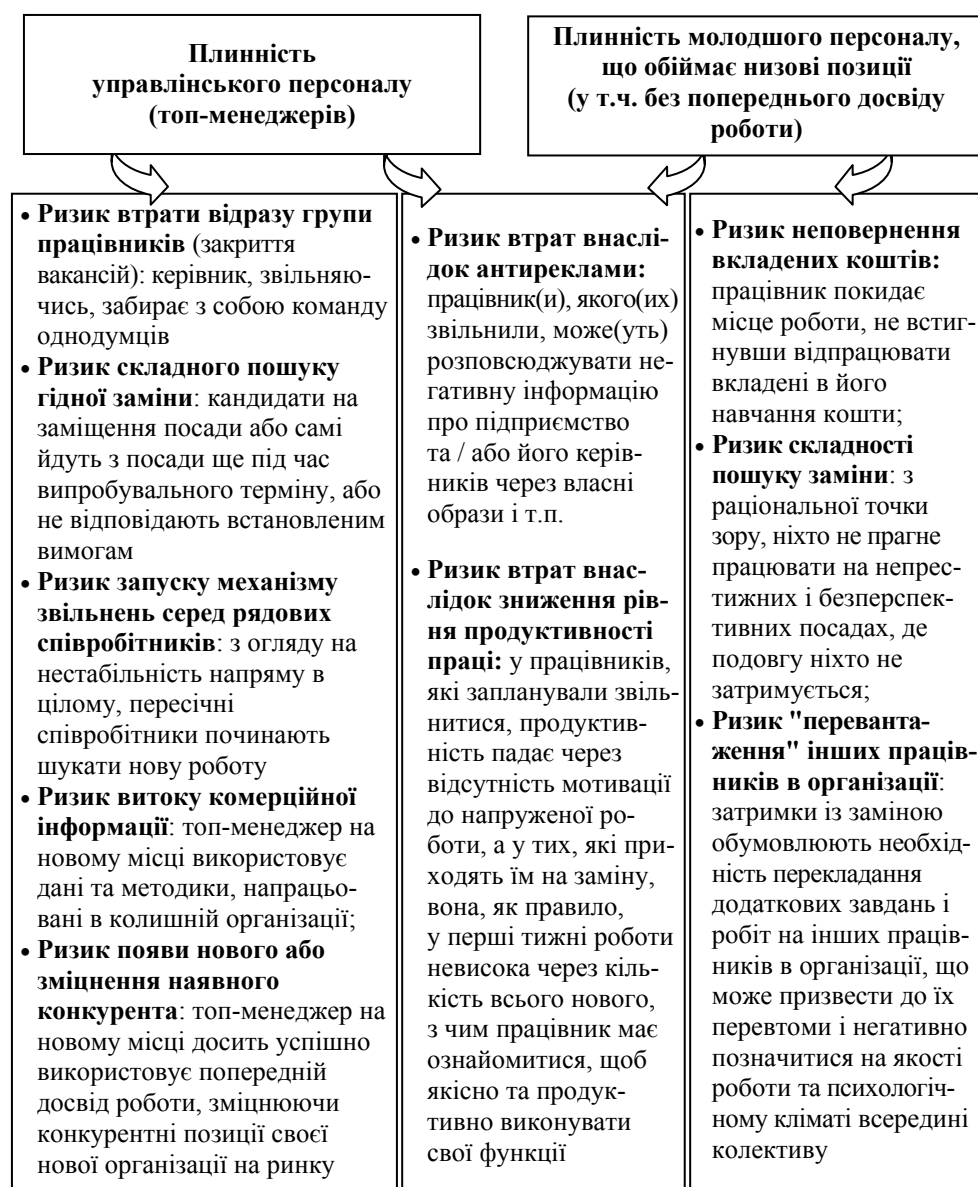 Плинність
управлінського персоналу
(топ-менеджерів)
Плинність молодшого персоналу,
що обіймає низові позиції
(у т.ч. без попереднього досвіду
роботи)
• Ризик втрати відразу групи
працівників (закриття
вакансій): керівник, звільняю-
чись, забирає з собою команду
однодумців
• Ризик складного пошуку
гідної заміни: кандидати на
заміщення посади або самі
йдуть з посади ще під час
випробувального терміну, або
не відповідають встановленим
вимогам
• Ризик запуску механізму
звільнень серед рядових
співробітників: з огляду на
нестабільність напряму в
цілому, пересічні
співробітники починають
шукати нову роботу
• Ризик витоку комерційної
інформації: топ-менеджер на
новому місці використовує
дані та методики, напрацьо-
вані в колишній організації;
• Ризик появи нового або
зміцнення наявного
конкурента: топ-менеджер на
новому місці досить успішно
використовує попередній
досвід роботи, зміцнюючи
конкурентні позиції своєї
нової організації на ринку
• Ризик втрат внаслі-
док антиреклами:
працівник(и), якого(их)
звільнили, може(уть)
розповсюджувати не-
гативну інформацію
про підприємство
та / або його керів-
ників через власні
образи і т.п.
• Ризик втрат внас-
лідок зниження рів-
ня продуктивності
праці: у працівників,
які запланували звіль-
нитися, продуктив-
ність падає через
відсутність мотивації
до напруженої ро-
боти, а у тих, які при-
ходять їм на заміну,
вона, як правило,
у перші тижні роботи
невисока через кіль-
кість всього нового,
з чим працівник має
ознайомитися, щоб
якісно та продук-
тивно виконувати
свої функції
• Ризик неповернення
вкладених коштів:
працівник покидає
місце роботи, не встиг-
нувши відпрацювати
вкладені в його
навчання кошти;
• Ризик складності
пошуку заміни: з
раціональної точки
зору, ніхто не прагне
працювати на непрес-
тижних і безперспек-
тивних посадах, де
подовгу ніхто не
затримується;
• Ризик "перевanta-
ження" інших праців-
ників в організації:
затримки із заміною
обумовлюють необхід-
ність перекладання
додаткових завдань і
робіт на інших праців-
ників в організації, що
може призвести до їх
перевтоми і негативно
позначитися на якості
роботи та психологіч-
ному кліматі всередині
колективу